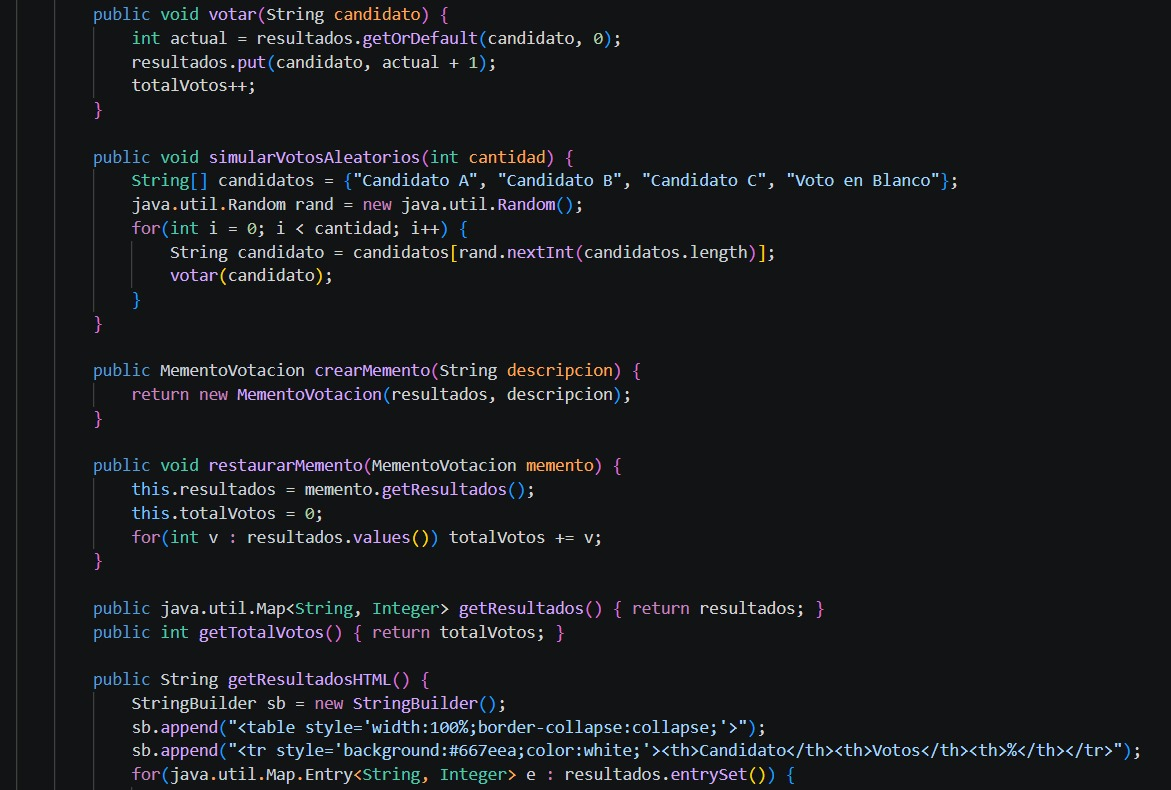 public void votar(String candidato) {
int actual = resultados.getOrDefault(candidato, 0);
resultados.put(candidato, actual + 1);
totalVotos++;
}
public void simularVotosAleatorios(int cantidad) {
String[] candidatos = {"Candidato A", "Candidato B", "Candidato C", "Voto en Blanco"};
java.util.Random rand = new java.util.Random();
for(int i = 0; i < cantidad; i++) {
String candidato = candidatos[rand.nextInt(candidatos.length)];
votar(candidato);
}
}
public MementoVotacion crearMemento(String descripcion) {
return new MementoVotacion(resultados, descripcion);
}
public void restaurarMemento(MementoVotacion memento) {
this.resultados = memento.getResultados();
this.totalVotos = 0;
for(int v : resultados.values()) totalVotos += v;
}
public java.util.Map<String, Integer> getResultados() { return resultados; }
public int getTotalVotos() { return totalVotos; }
public String getResultadosHTML() {
StringBuilder sb = new StringBuilder();
sb.append("<table style='width:100%;border-collapse:collapse;'>");
sb.append("<tr style='background:#667eea;color:white;'><th>Candidato</th><th>Votos</th><th>%</th></tr>");
for(java.util.Map.Entry<String, Integer> e : resultados.entrySet()) {